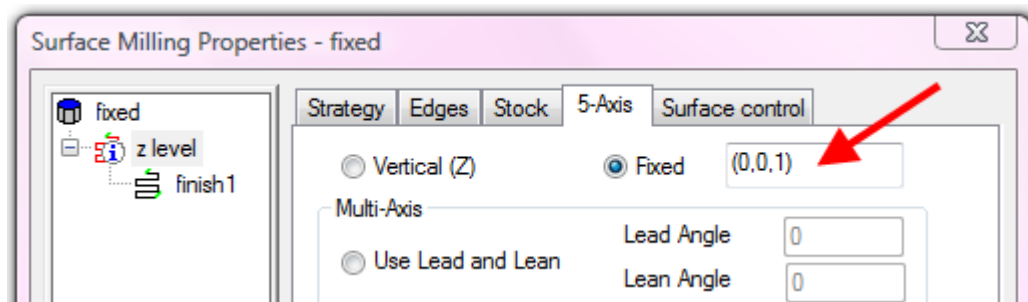 Surface Milling Properties - fixed
fixed
z level
finish1
Strategy Edges Stock 5-Axis Surface control
Vertical (Z) Fixed (0,0,1)
Multi-Axis
Use Lead and Lean
Lead Angle 0
Lean Angle 0